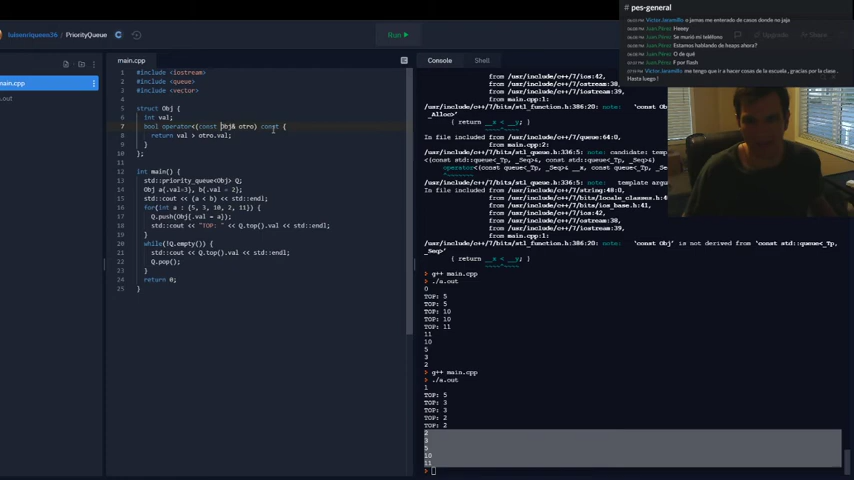 luisenriquess36 / PriorityQueue
Run
# pes-general
Víctor Jaramillo o jamas me enterado de casos donde no jaja
Juan.Pérez Heeey
Juan.Pérez Se murió mi teléfono
Juan.Pérez Estamos hablando de heaps ahora?
Juan.Pérez O de qué
Juan.Pérez F por flash
Víctor Jaramillo me tengo que ir a hacer cosas de la escuela , gracias por la clase .
Hasta luego !
main.cpp
a.out
main.cpp
1 #include <iostream>
2 #include <queue>
3 #include <vector>
4
5 struct Obj {
6 int val;
7 bool operator<(const Obj& otro) const {
8 return val > otro.val;
9 }
10 };
11
12 int main() {
13 std::priority_queue<Obj> Q;
14 Obj a{.val=3}, b{.val = 2};
15 std::cout << (a < b) << std::endl;
16 for(int a : {5, 3, 10, 2, 11}) {
17 Q.push(Obj{.val = a});
18 std::cout << "TOP: " << Q.top().val << std::endl;
19 }
20 while(!Q.empty()) {
21 std::cout << Q.top().val << std::endl;
22 Q.pop();
23 }
24 return 0;
25 }
Console
Shell
from /usr/include/c++/7/ios:42,
from /usr/include/c++/7/ostream:38,
from /usr/include/c++/7/iostream:39,
from main.cpp:1:
/usr/include/c++/7/bits/stl_function.h:386:20: note: 'const Obj'
_Alloc>'
{ return __x < __y; }
~~~~^~~~~
In file included from /usr/include/c++/7/queue:64:0,
from main.cpp:2:
/usr/include/c++/7/bits/stl_queue.h:336:5: note: candidate: temp
<(const std::queue<_Tp, _Seq>&, const std::queue<_Tp, _Seq>&)
operator<(const queue<_Tp, _Seq>& __x, const queue<_Tp, _Seq>
^~~~~~~~
/usr/include/c++/7/bits/stl_queue.h:336:5: note: template argum
In file included from /usr/include/c++/7/string:48:0,
from /usr/include/c++/7/bits/locale_classes.h:4
from /usr/include/c++/7/bits/ios_base.h:41,
from /usr/include/c++/7/ios:42,
from /usr/include/c++/7/ostream:38,
from /usr/include/c++/7/iostream:39,
from main.cpp:1:
/usr/include/c++/7/bits/stl_function.h:386:20: note: 'const Obj' is not derived from 'const std::queue<_Tp,
_Seq>'
{ return __x < __y; }
~~~~^~~~~
> g++ main.cpp
> ./a.out
0
TOP: 5
TOP: 5
TOP: 10
TOP: 10
TOP: 11
11
10
5
3
2
> g++ main.cpp
> ./a.out
1
TOP: 5
TOP: 3
TOP: 3
TOP: 2
TOP: 2
2
3
5
10
11
>